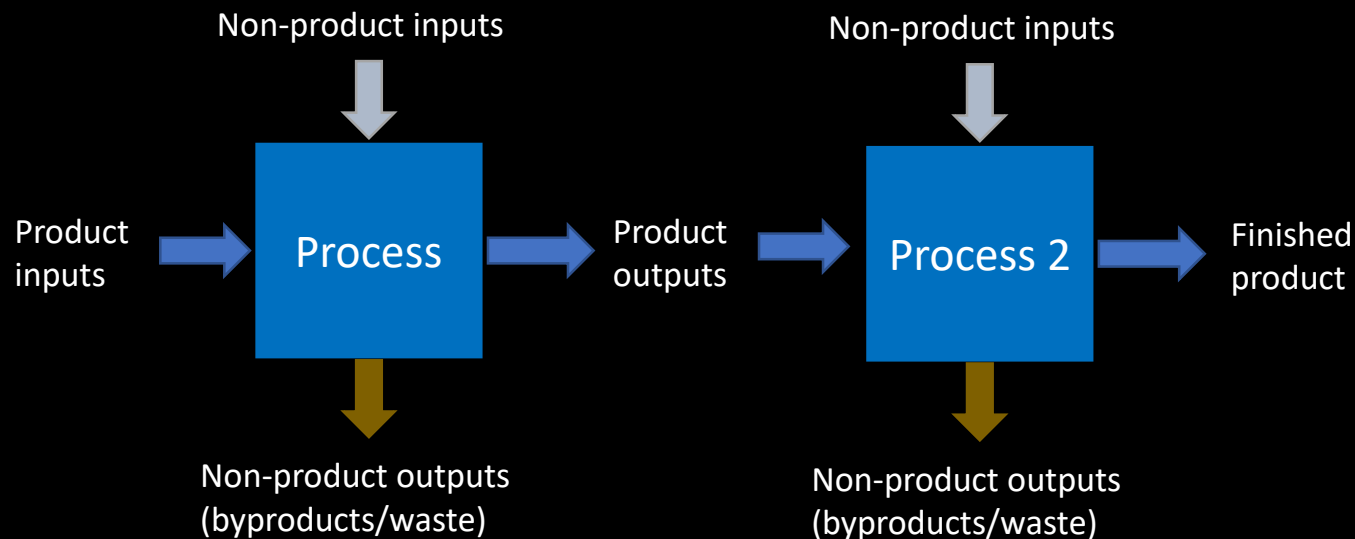 Non-product inputs
Non-product inputs
Product
inputs
Process
Product
outputs
Process 2
Finished
product
Non-product outputs
(byproducts/waste)
Non-product outputs
(byproducts/waste)